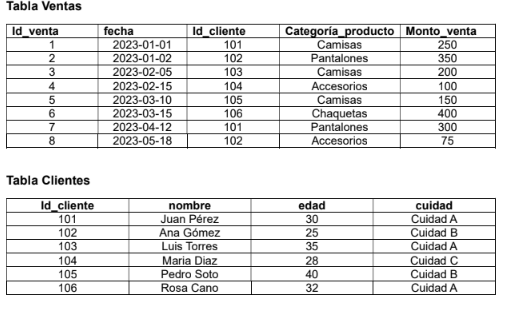 Tabla Ventas
Id_venta fecha Id_cliente Categoría_producto Monto_venta
1 2023-01-01 101 Camisas 250
2 2023-01-02 102 Pantalones 350
3 2023-02-05 103 Camisas 200
4 2023-02-15 104 Accesorios 100
5 2023-03-10 105 Camisas 150
6 2023-03-15 106 Chaquetas 400
7 2023-04-12 101 Pantalones 300
8 2023-05-18 102 Accesorios 75
Tabla Clientes
Id_cliente nombre edad cuidad
101 Juan Pérez 30 Cuidad A
102 Ana Gómez 25 Cuidad B
103 Luis Torres 35 Cuidad A
104 Maria Diaz 28 Cuidad C
105 Pedro Soto 40 Cuidad B
106 Rosa Cano 32 Cuidad A